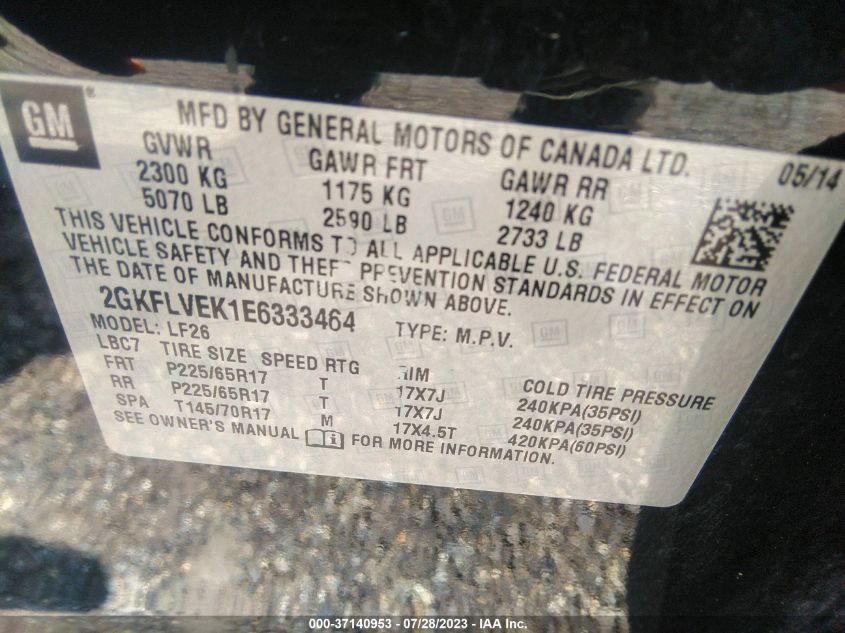 GM
MFD BY GENERAL MOTORS OF CANADA LTD.
05/14
GVWR GAWR FRT GAWR RR
2300 KG 1175 KG 1240 KG
5070 LB 2590 LB 2733 LB
THIS VEHICLE CONFORMS TO ALL APPLICABLE U.S. FEDERAL MOTOR
VEHICLE SAFETY AND THEFT PREVENTION STANDARDS IN EFFECT ON
THE DATE OF MANUFACTURE SHOWN ABOVE.
2GKFLVEK1E6333464 TYPE: M.P.V.
MODEL: LF26
LBC7 TIRE SIZE SPEED RTG RIM COLD TIRE PRESSURE
FRT P225/65R17 T 17X7J 240KPA(35PSI)
RR P225/65R17 T 17X7J 240KPA(35PSI)
SPA T145/70R17 M 17X4.5T 420KPA(60PSI)
SEE OWNER'S MANUAL FOR MORE INFORMATION.
000-37140953 / 07/28/2023 - IAA Inc.